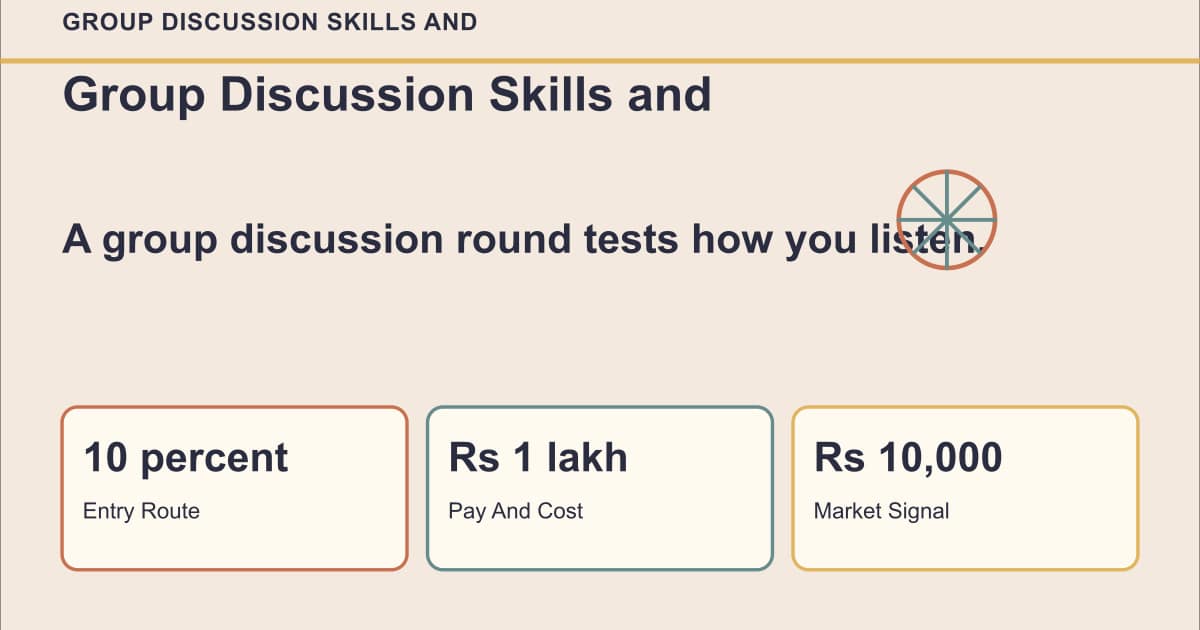 GROUP DISCUSSION SKILLS AND
Group Discussion Skills and
A group discussion round tests how you listen,
10 percent
Entry Route
Rs 1 lakh
Pay And Cost
Rs 10,000
Market Signal